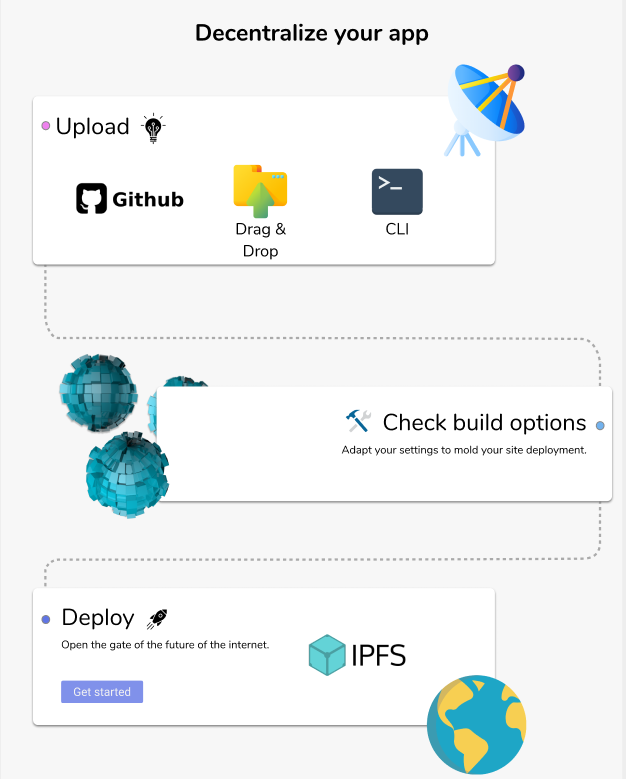 Decentralize your app
Upload
Github
Drag &
Drop
>_
CLI
Check build options
Adapt your settings to mold your site deployment.
Deploy
Open the gate of the future of the internet.
IPFS
Get started